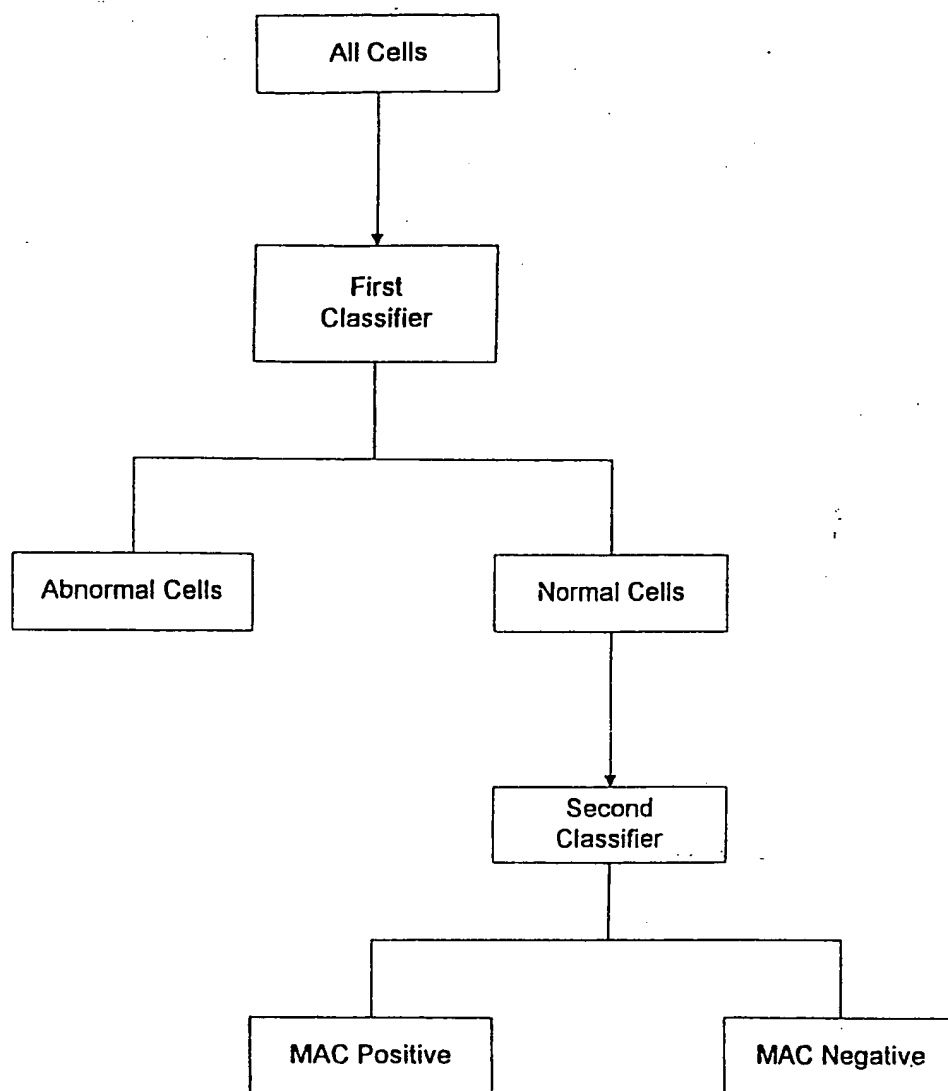 All Cells
First
Classifier
Abnormal Cells
Normal Cells
Second
Classifier
MAC Positive
MAC Negative